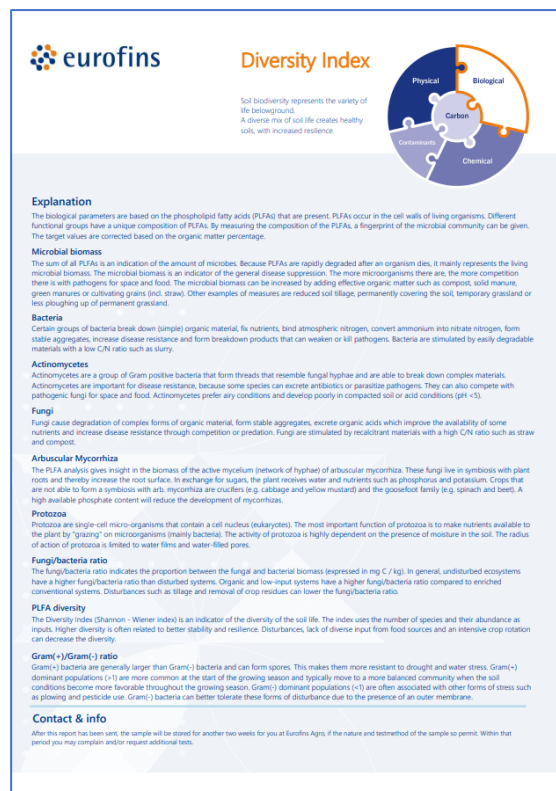 eurofins
Diversity Index
Soil biodiversity represents the variety of
life belowground.
A diverse mix of soil life creates healthy
soils, with increased resilience.
Physical
Biological
Carbon
Contaminants
Chemical
Explanation
The biological parameters are based on the phospholipid fatty acids (PLFAs) that are present. PLFAs occur in the cell walls of living organisms. Different
functional groups have a unique composition of PLFAs. By measuring the composition of the PLFAs, a fingerprint of the microbial community can be given.
The target values are corrected based on the organic matter percentage.
Microbial biomass
The sum of all PLFAs is an indication of the amount of microbes. Because PLFAs are rapidly degraded after an organism dies, it mainly represents the living
microbial biomass. The microbial biomass is an indicator of the general disease suppression. The more microorganisms there are, the more competition
there is with pathogens for space and food. The microbial biomass can be increased by adding effective organic matter such as compost, solid manure,
green manures or cultivating grains (incl. straw). Other examples of measures are reduced soil tillage, permanently covering the soil, temporary grassland or
less ploughing up of permanent grassland.
Bacteria
Certain groups of bacteria break down (simple) organic material, fix nutrients, bind atmospheric nitrogen, convert ammonium into nitrate nitrogen, form
stable aggregates, increase disease resistance and form breakdown products that can weaken or kill pathogens. Bacteria are stimulated by easily degradable
materials with a low C/N ratio such as slurry.
Actinomycetes
Actinomycetes are a group of Gram positive bacteria that form threads that resemble fungal hyphae and are able to break down complex materials.
Actinomycetes are important for disease resistance, because some species can excrete antibiotics or parasitize pathogens. They can also compete with
pathogenic fungi for space and food. Actinomycetes prefer airy conditions and develop poorly in compacted soil or acid conditions (pH <5).
Fungi
Fungi cause degradation of complex forms of organic material, form stable aggregates, excrete organic acids which improve the availability of some
nutrients and increase disease resistance through competition or predation. Fungi are stimulated by recalcitrant materials with a high C/N ratio such as straw
and compost.
Arbuscular Mycorrhiza
The PLFA analysis gives insight in the biomass of the active mycelium (network of hyphae) of arbuscular mycorrhiza. These fungi live in symbiosis with plant
roots and thereby increase the root surface. In exchange for sugars, the plant receives water and nutrients such as phosphorus and potassium. Crops that
are not able to form a symbiosis with arb. mycorrhiza are crucifers (e.g. cabbage and yellow mustard) and the goosefoot family (e.g. spinach and beet). A
high available phosphate content will reduce the development of mycorrhizas.
Protozoa
Protozoa are single-cell micro-organisms that contain a cell nucleus (eukaryotes). The most important function of protozoa is to make nutrients available to
the plant by "grazing" on microorganisms (mainly bacteria). The activity of protozoa is highly dependent on the presence of moisture in the soil. The radius
of action of protozoa is limited to water films and water-filled pores.
Fungi/bacteria ratio
The fungi/bacteria ratio indicates the proportion between the fungal and bacterial biomass (expressed in mg C / kg). In general, undisturbed ecosystems
have a higher fungi/bacteria ratio than disturbed systems. Organic and low-input systems have a higher fungi/bacteria ratio compared to enriched
conventional systems. Disturbances such as tillage and removal of crop residues can lower the fungi/bacteria ratio.
PLFA diversity
The Diversity Index (Shannon - Wiener index) is an indicator of the diversity of the soil life. The index uses the number of species and their abundance as
inputs. Higher diversity is often related to better stability and resilience. Disturbances, lack of diverse input from food sources and an intensive crop rotation
can decrease the diversity.
Gram(+)/Gram(-) ratio
Gram(+) bacteria are generally larger than Gram(-) bacteria and can form spores. This makes them more resistant to drought and water stress. Gram(+)
dominant populations (>1) are more common at the start of the growing season and typically move to a more balanced community when the soil
conditions become more favorable throughout the growing season. Gram(-) dominant populations (<1) are often associated with other forms of stress such
as plowing and pesticide use. Gram(-) bacteria can better tolerate these forms of disturbance due to the presence of an outer membrane.
Contact & info
After this report has been sent, the sample will be stored for another two weeks for you at Eurofins Agro, if the nature and testmethod of the sample so permit. Within that
period you may complain and/or request additional tests.